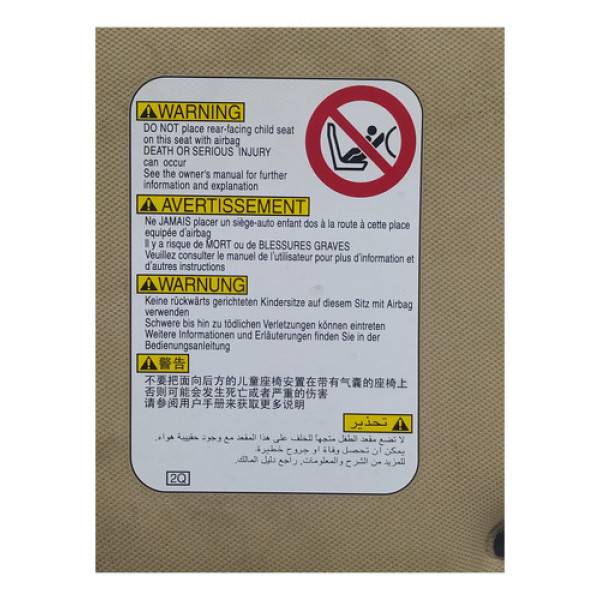 WARNING
DO NOT place rear-facing child seat
on this seat with airbag
DEATH OR SERIOUS INJURY
can occur
See the owner's manual for further
information and explanation
AVERTISSEMENT
Ne JAMAIS placer un siège-auto enfant dos à la route à cette place
equipée d'airbag
Il y a risque de MORT ou de BLESSURES GRAVES
Veuillez consulter le manuel de l'utilisateur pour plus d'information et
d'autres instructions
WARNUNG
Keine rückwärts gerichteten Kindersitze auf diesem Sitz mit Airbag
verwenden
Schwere bis hin zu tödlichen Verletzungen können eintreten
Weitere Informationen und Erläuterungen finden Sie in der
Bedienungsanleitung
警告
不要把面向后方的儿童座椅安置在带有气囊的座椅上
否则可能会发生死亡或者严重的伤害
请参阅用户手册来获取更多说明
تحذير
لا تضع مقعد الطفل متجهاً للخلف على هذا المقعد مع وجود حقيبة هواء.
يمكن أن تحصل وفاة او جروح خطيرة.
للمزيد من الشرح والمعلومات, راجع دليل المالك.
2Q